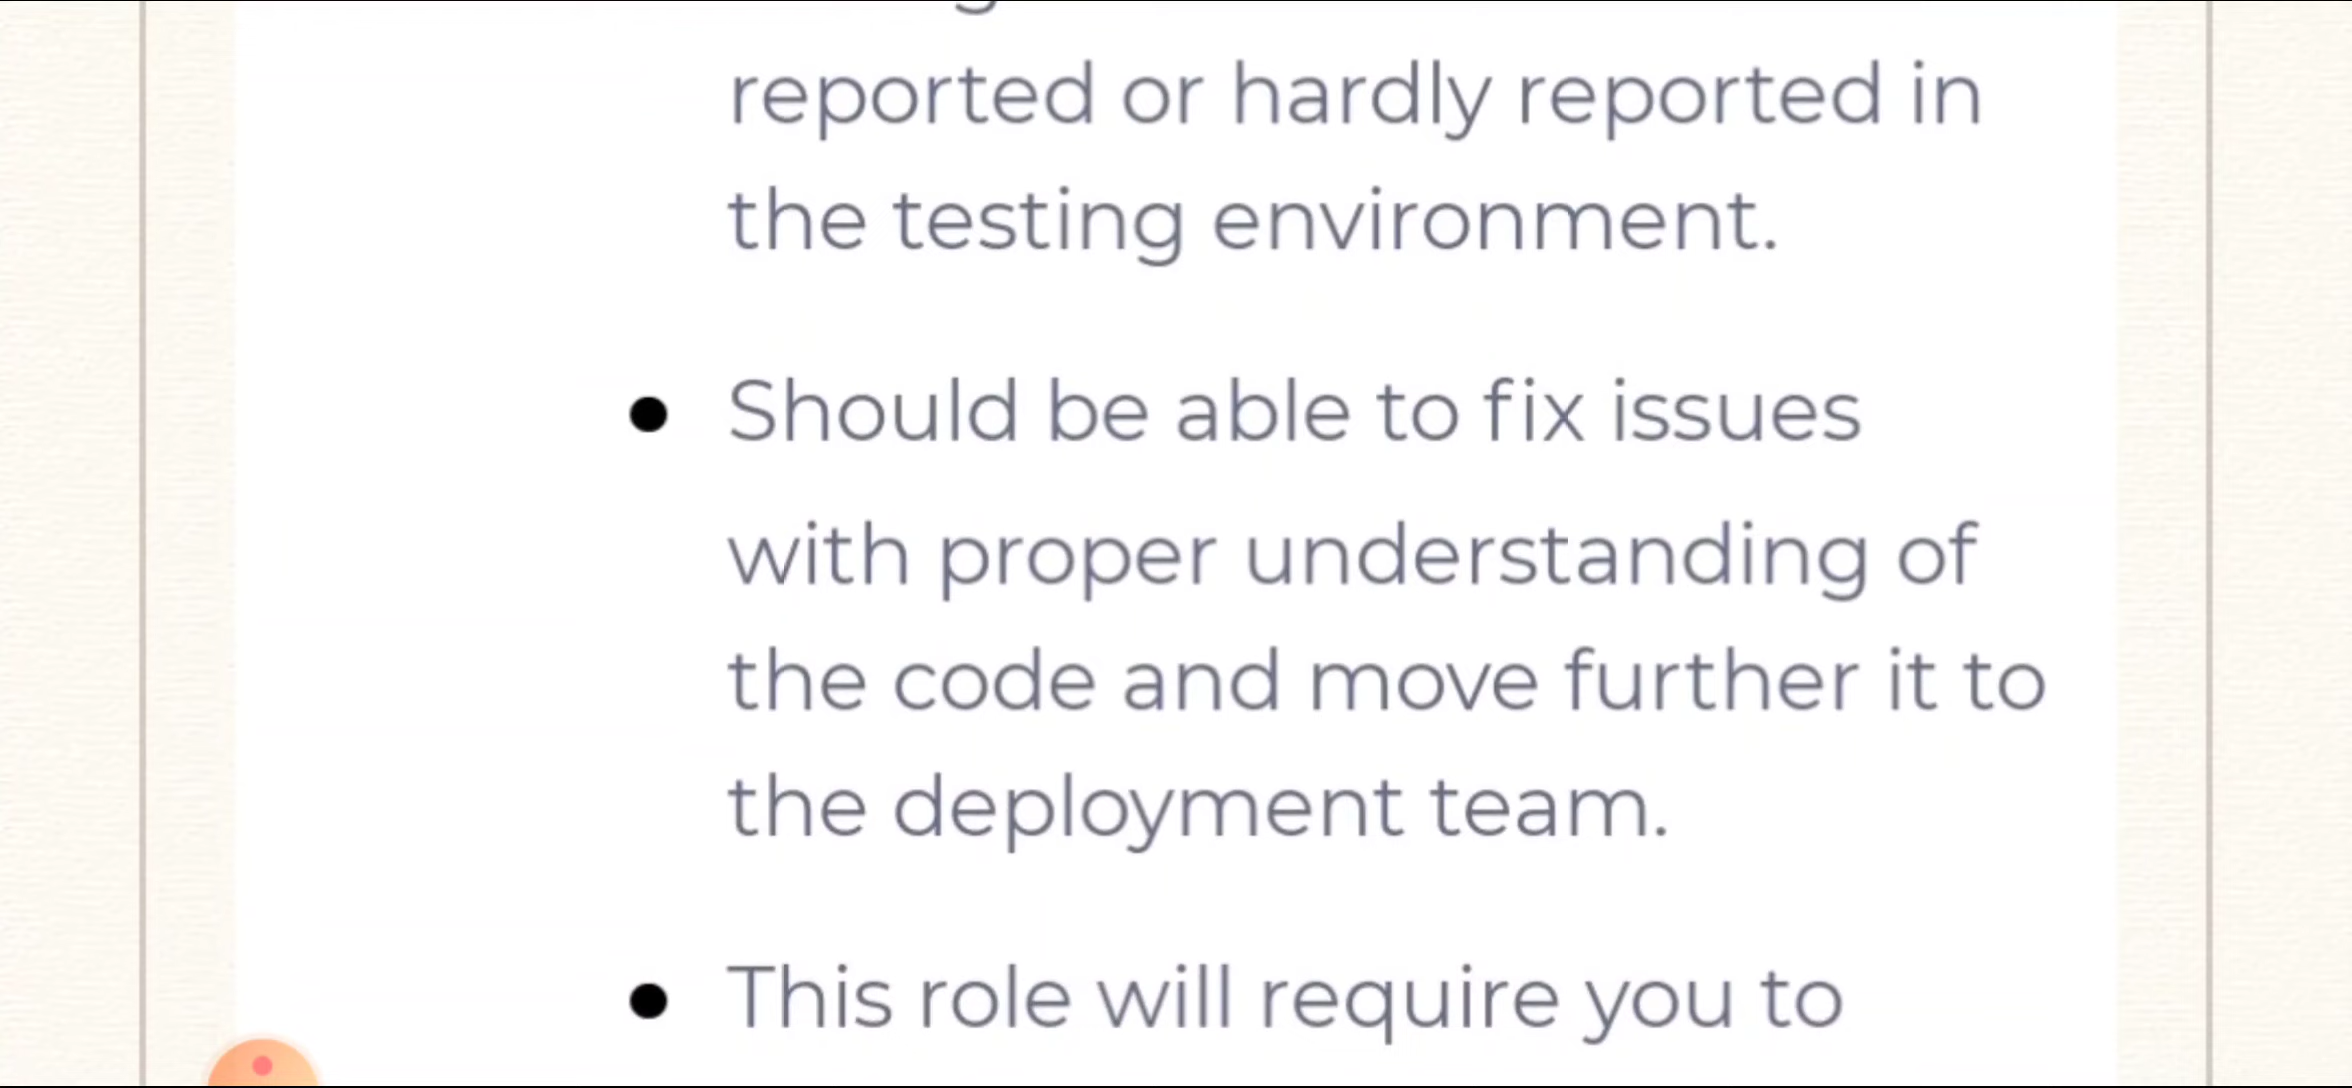 reported or hardly reported in
the testing environment.
● Should be able to fix issues
with proper understanding of
the code and move further it to
the deployment team.
● This role will require you to